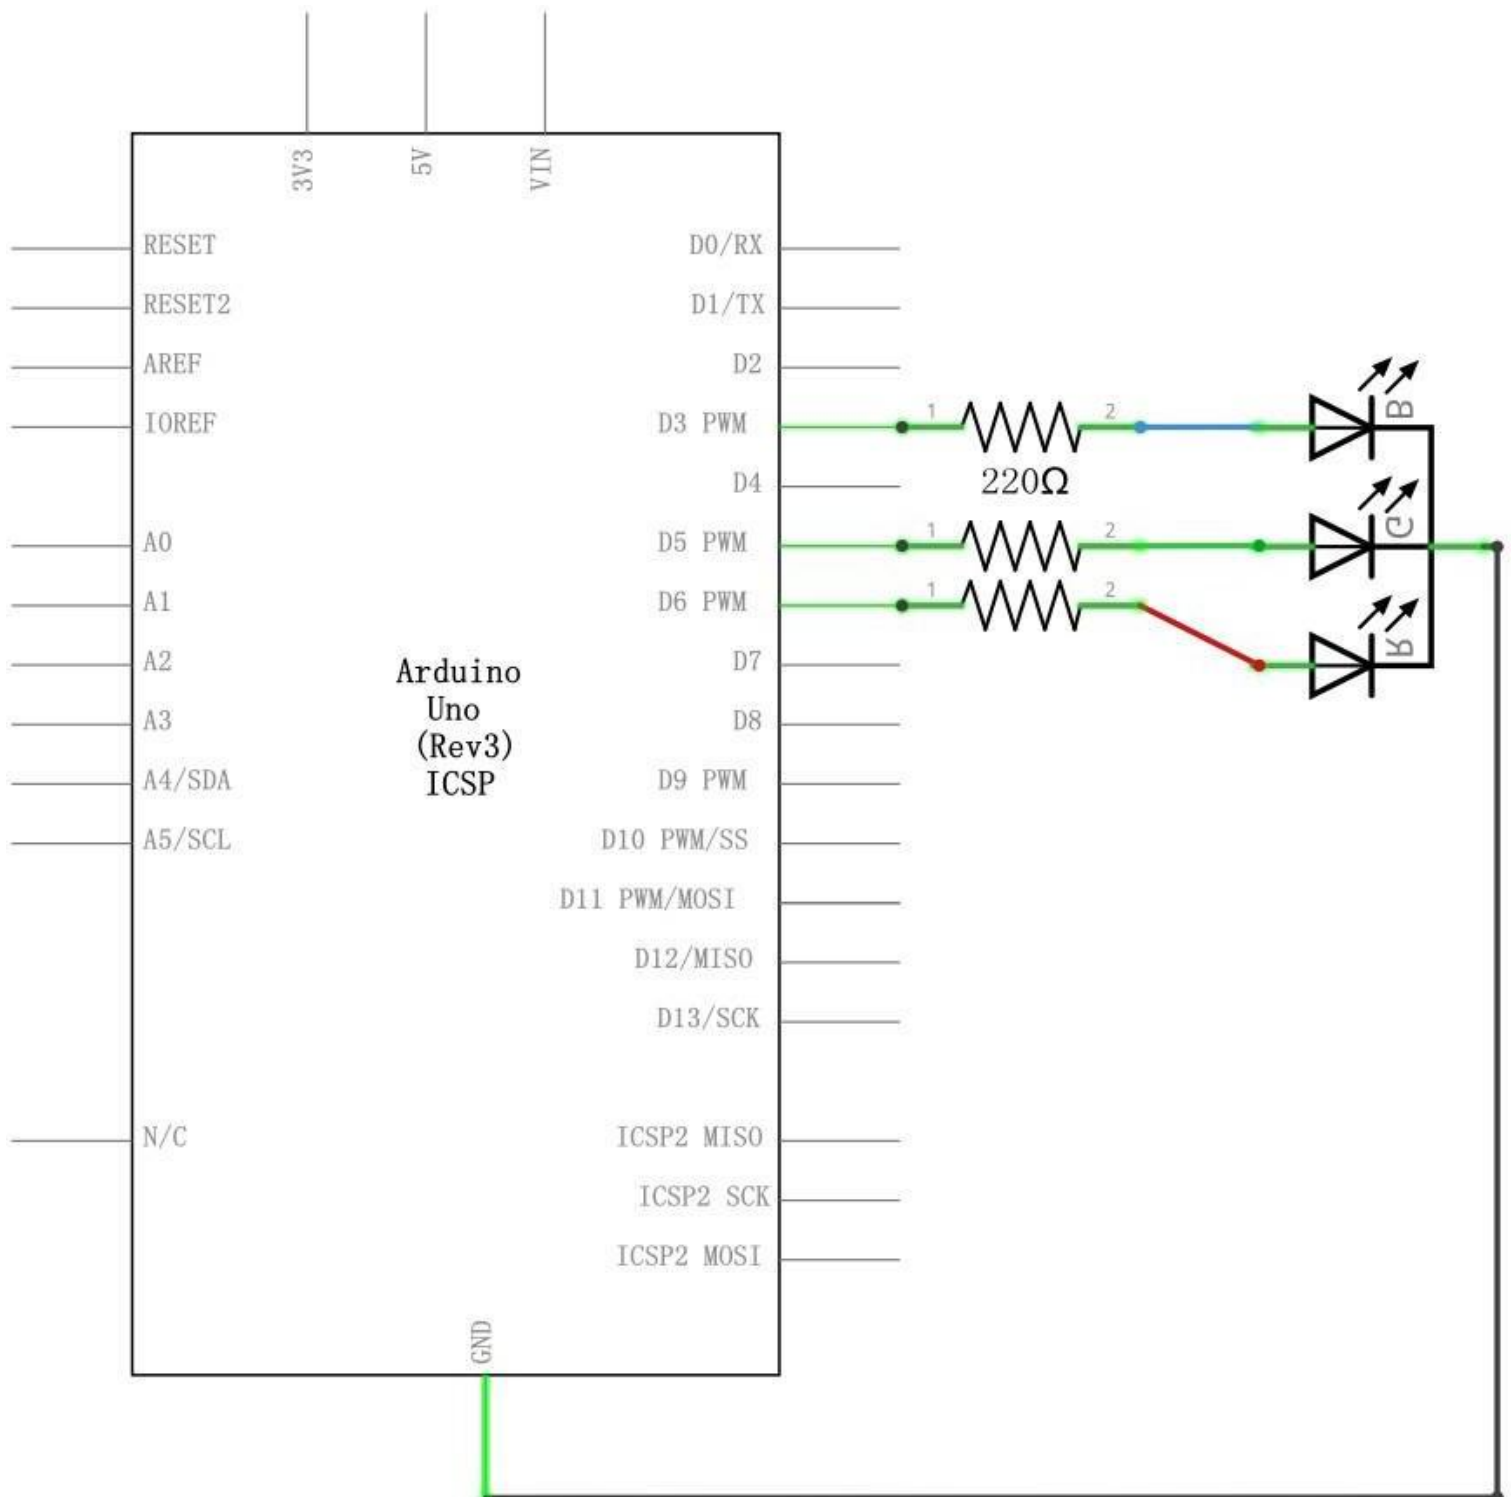 3V3
5V
VIN
RESET
RESET2
AREF
IOREF
A0
A1
A2
A3
A4/SDA
A5/SCL
N/C
Arduino
Uno
(Rev3)
ICSP
D0/RX
D1/TX
D2
D3 PWM
D4
D5 PWM
D6 PWM
D7
D8
D9 PWM
D10 PWM/SS
D11 PWM/MOSI
D12/MISO
D13/SCK
ICSP2 MISO
ICSP2 SCK
ICSP2 MOSI
GND
1 2
220Ω
1 2
1 2
B
G
R